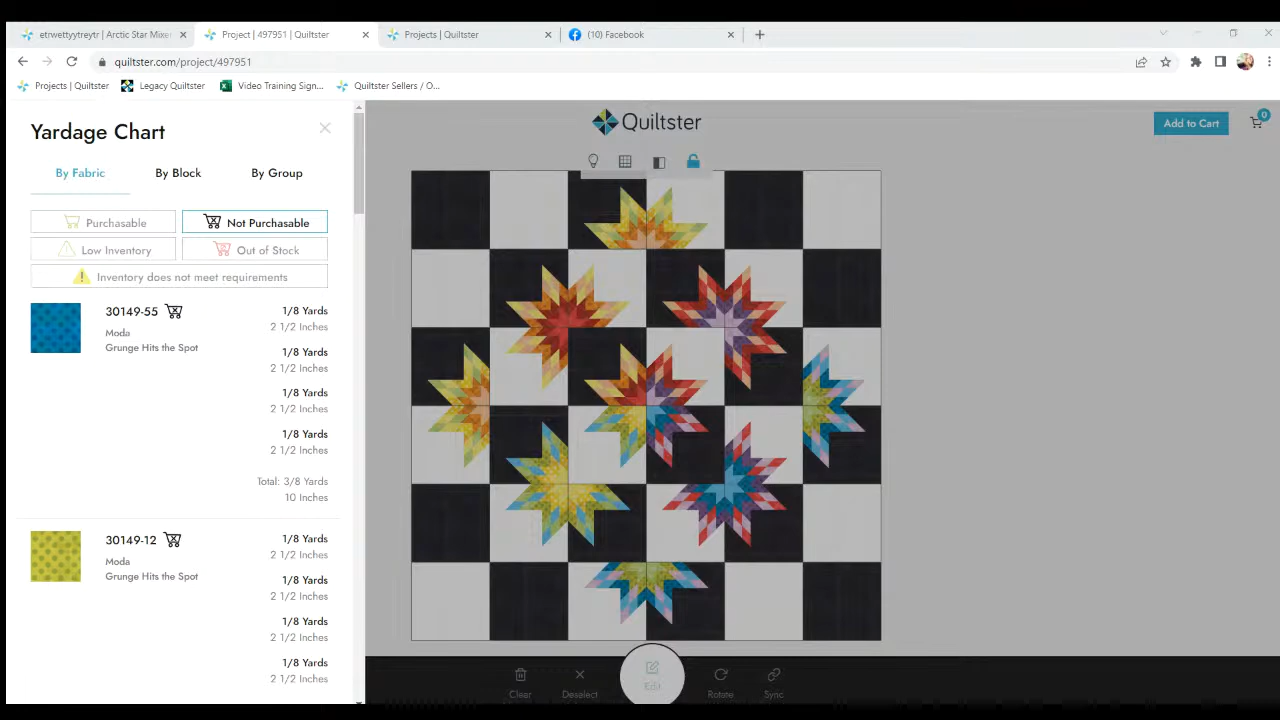 etrwettyytreytr | Arctic Star Mixer
Project | 497951 | Quiltster
Projects | Quiltster
(10) Facebook
quiltster.com/project/497951
Projects | Quiltster
Legacy Quiltster
Video Training Sign...
Quiltster Sellers / O...
Yardage Chart
By Fabric
By Block
By Group
Purchasable
Not Purchasable
Low Inventory
Out of Stock
Inventory does not meet requirements
30149-55
Moda
Grunge Hits the Spot
1/8 Yards
2 1/2 Inches
1/8 Yards
2 1/2 Inches
1/8 Yards
2 1/2 Inches
1/8 Yards
2 1/2 Inches
Total: 3/8 Yards
10 Inches
30149-12
Moda
Grunge Hits the Spot
1/8 Yards
2 1/2 Inches
1/8 Yards
2 1/2 Inches
1/8 Yards
2 1/2 Inches
1/8 Yards
2 1/2 Inches
Quiltster
Add to Cart
0
Clear
Deselect
Edit
Rotate
Sync